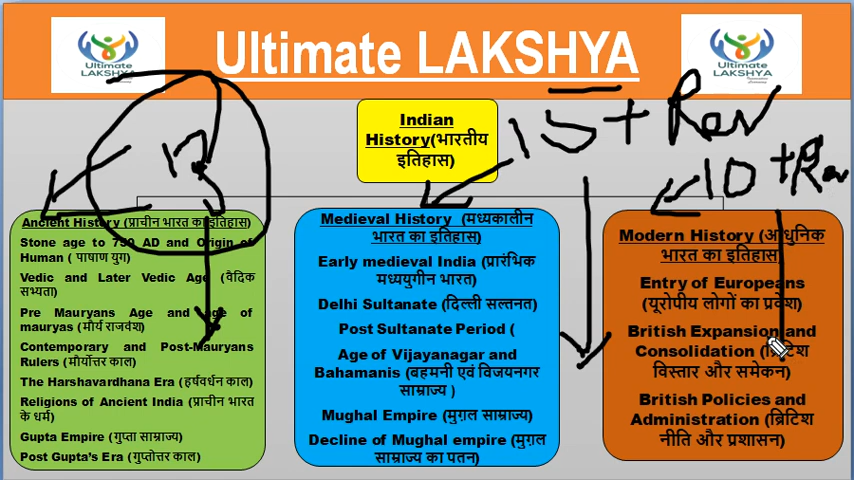 Ultimate LAKSHYA
Ultimate
LAKSHYA
Ultimate
LAKSHYA
Indian
History(भारतीय
इतिहास)
15 + Rev
10 + Rev
Ancient History (प्राचीन भारत का इतिहास)
Stone age to 750 AD and Origin of
Human ( पाषाण युग)
Vedic and Later Vedic Age (वैदिक
सभ्यता)
Pre Mauryans Age and age of
mauryas (मौर्य राजवंश)
Contemporary and Post-Mauryans
Rulers (मौर्योत्तर काल)
The Harshavardhana Era (हर्षवर्धन काल)
Religions of Ancient India (प्राचीन भारत
के धर्म)
Gupta Empire (गुप्ता साम्राज्य)
Post Gupta's Era (गुप्तोत्तर काल)
Medieval History (मध्यकालीन
भारत का इतिहास)
Early medieval India (प्रारंभिक
मध्ययुगीन भारत)
Delhi Sultanate (दिल्ली सल्तनत)
Post Sultanate Period (
Age of Vijayanagar and
Bahamanis (बहमनी एवं विजयनगर
साम्राज्य )
Mughal Empire (मुग़ल साम्राज्य)
Decline of Mughal empire (मुग़ल
साम्राज्य का पतन)
Modern History (आधुनिक
भारत का इतिहास)
Entry of Europeans
(यूरोपीय लोगों का प्रवेश)
British Expansion and
Consolidation (ब्रिटिश
विस्तार और समेकन)
British Policies and
Administration (ब्रिटिश
नीति और प्रशासन)